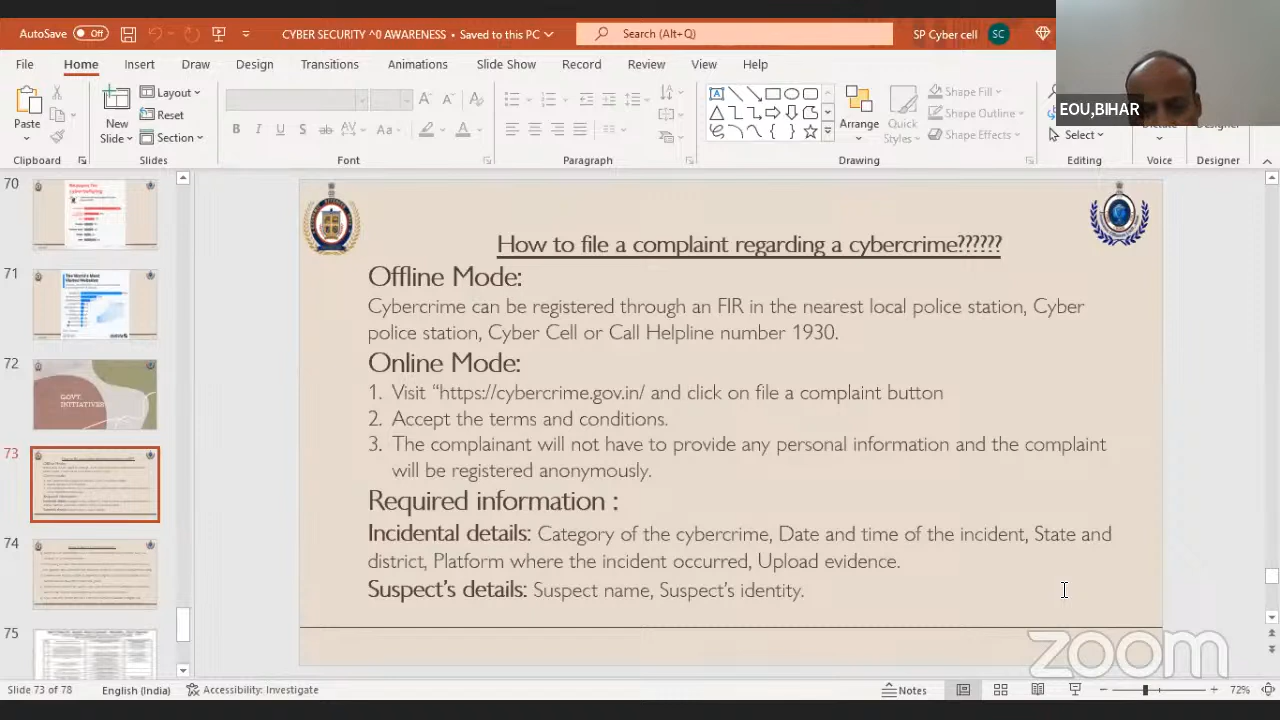 AutoSave Off CYBER SECURITY ^0 AWARENESS • Saved to this PC Search (Alt+Q) SP Cyber cell SC
File Home Insert Draw Design Transitions Animations Slide Show Record Review View Help
EOU,BIHAR
Paste New Slide Layout Reset Section
Arrange Quick Styles Shape Fill Shape Outline Shape Effects Select Designer
Clipboard Slides Font Paragraph Drawing Editing Voice Designer
70
71
72
GOVT. INITIATIVES
73
74
75
How to file a complaint regarding a cybercrime??????
Offline Mode:
Cybercrime can be registered through an FIR in the nearest local police station, Cyber
police station, Cyber Cell or Call Helpline number 1930.
Online Mode:
1. Visit “https://cybercrime.gov.in/ and click on file a complaint button
2. Accept the terms and conditions.
3. The complainant will not have to provide any personal information and the complaint
will be registered anonymously.
Required information :
Incidental details: Category of the cybercrime, Date and time of the incident, State and
district, Platform where the incident occurred, Upload evidence.
Suspect’s details: Suspect name, Suspect’s identity.
zoom
Slide 73 of 78 English (India) Accessibility: Investigate Notes 72%